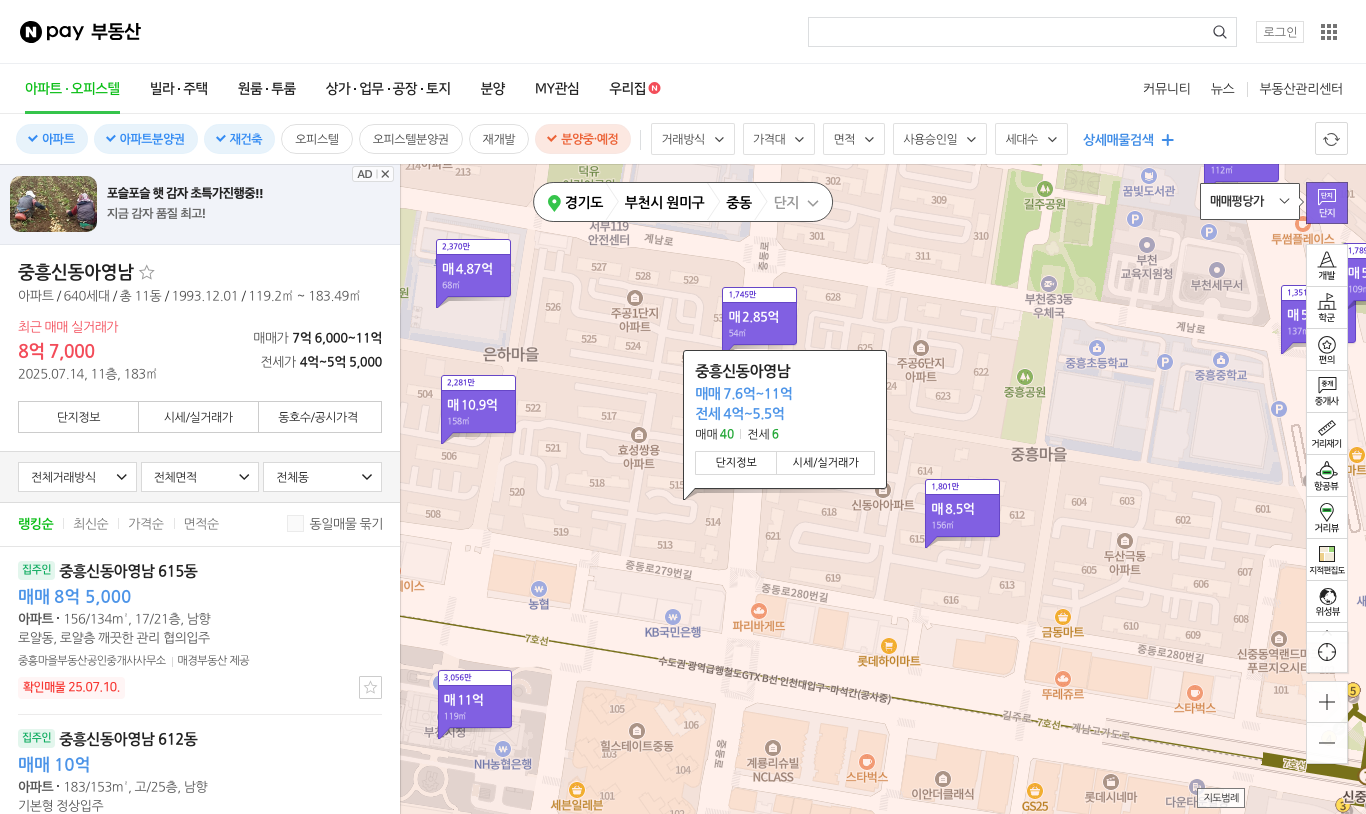 N pay 부동산
로그인
아파트·오피스텔
빌라·주택
원룸·투룸
상가·업무·공장·토지
분양
MY관심
우리집 N
커뮤니티
뉴스
부동산관리센터
아파트
아파트분양권
재건축
오피스텔
오피스텔분양권
재개발
분양중·예정
거래방식
가격대
면적
사용승인일
세대수
상세매물검색
AD
포슬포슬 햇 감자 초특가진행중!!
지금 감자 품질 최고!
중흥신동아영남
아파트 / 640세대 / 총 11동 / 1993.12.01 / 119.2㎡ ~ 183.49㎡
최근 매매 실거래가
8억 7,000
2025.07.14, 11층, 183㎡
매매가 7억 6,000~11억
전세가 4억~5억 5,000
단지정보
시세/실거래가
동호수/공시가격
전체거래방식
전체면적
전체동
랭킹순
최신순
가격순
면적순
동일매물 묶기
집주인 중흥신동아영남 615동
매매 8억 5,000
아파트 · 156/134㎡, 17/21층, 남향
로얄동, 로얄층 깨끗한 관리 협의입주
중흥마을부동산공인중개사사무소
매경부동산 제공
확인매물 25.07.10.
집주인 중흥신동아영남 612동
매매 10억
아파트 · 183/153㎡, 고/25층, 남향
기본형 정상입주
경기도
부천시 원미구
중동
단지
매매평당가
단지
단지
개발
학군
편의
중개
중개사
거리재기
항공뷰
거리뷰
지적편집도
위성뷰
지도범례
112㎡
2,370만
매 4.87억
68㎡
1,745만
매 2.85억
54㎡
2,281만
매 10.9억
158㎡
1,801만
매 8.5억
156㎡
3,056만
매 11억
119㎡
1,351
137㎡
1,789
109㎡
중흥신동아영남
매매 7.6억~11억
전세 4억~5.5억
매매 40
전세 6
단지정보
시세/실거래가
덕유
서부119
안전센터
계남로
302
301
311
310
길주공원
꿈빛도서관
P
P
투썸플레이스
부천
교육지원청
부천세무서
부천중3동
우체국
계남로
527
528
529
526
525
524
주공1단지
아파트
628
625
주공6단지
아파트
은하마을
중흥초등학교
P
중흥중학교
중흥공원
P
504
522
517
506
효성쌍용
아파트
중흥마을
520
518
508
514
519
513
신동아아파트
618
615
612
604
603
602
두산극동
아파트
606
607
619
613
610
609
608
중동로279번길
중동로280번길
중동로280번길
농협
KB국민은행
파리바게뜨
롯데하이마트
금동마트
신중동역랜드마
푸르지오시티
7호선
수도권 광역급행철도GTX B선 인천대입구-마석간(공사중)
뚜레쥬르
스타벅스
길주로
7호선
계남고가도로
105
106
103
104
힐스테이트중동
NH농협은행
세븐일레븐
중동로
계룡리슈빌
NCLASS
스타벅스
이안더클래식
GS25
롯데시네마
7호선
101
102